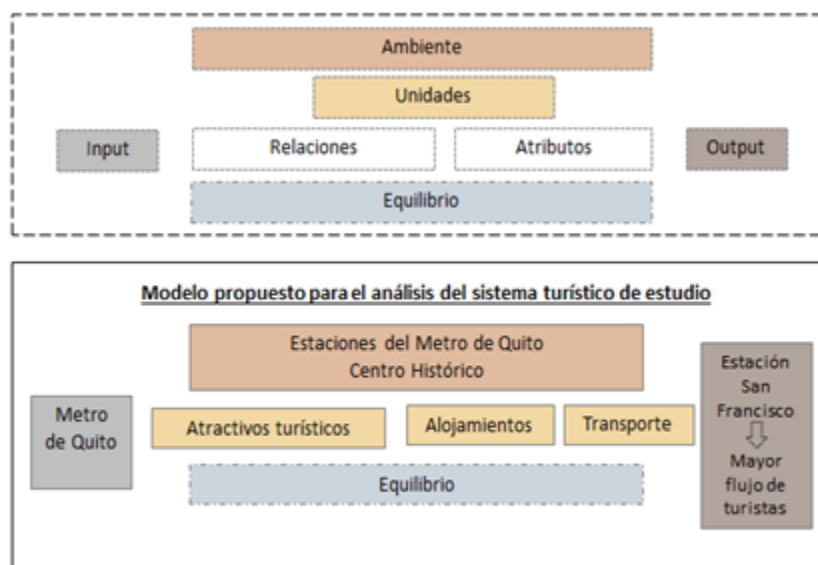 Ambiente
Unidades
Input
Relaciones
Atributos
Output
Equilibrio
Modelo propuesto para el análisis del sistema turístico de estudio
Estaciones del Metro de Quito
Centro Histórico
Metro
de Quito
Atractivos turísticos
Alojamientos
Transporte
Equilibrio
Estación
San
Francisco
Mayor
flujo de
turistas